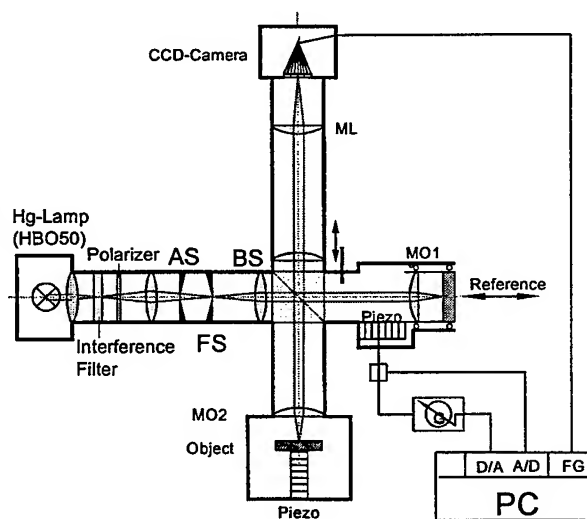 CCD-Camera
ML
Hg-Lamp
(HBO50)
Polarizer
AS
BS
MO1
Reference
Piezo
Interference
Filter
FS
G
MO2
Object
Piezo
D/A A/D FG
PC